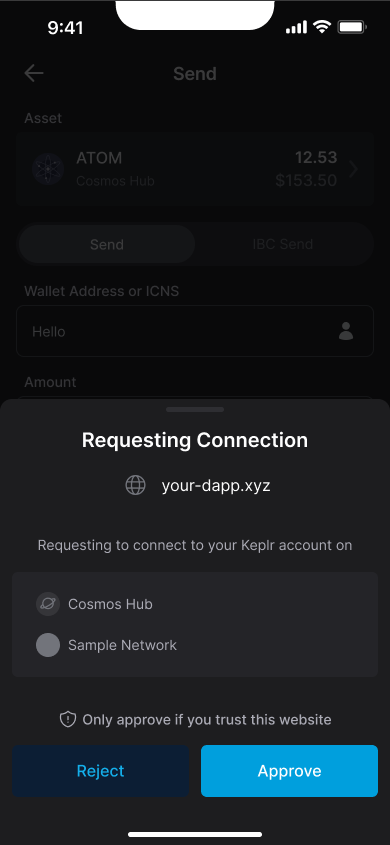 9:41
Send
Asset
ATOM 12.53
Cosmos Hub $153.50
Send IBC Send
Wallet Address or ICNS
Hello
Amount
Requesting Connection
your-dapp.xyz
Requesting to connect to your Keplr account on
Cosmos Hub
Sample Network
Only approve if you trust this website
Reject Approve